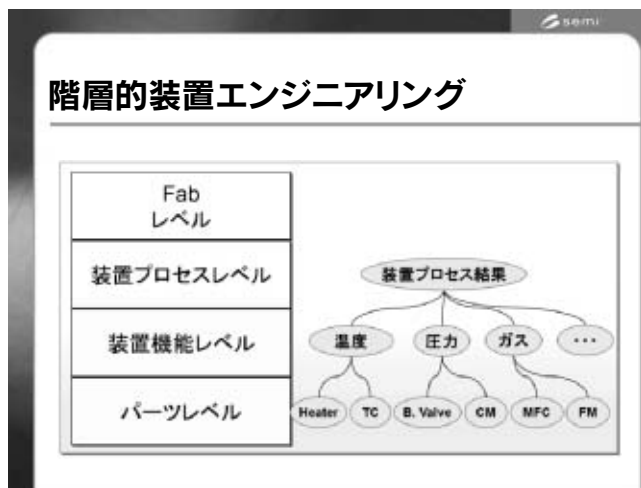 semi
階層的装置エンジニアリング
Fab
レベル
装置プロセスレベル
装置機能レベル
パーツレベル
装置プロセス結果
温度
圧力
ガス
・・・
Heater
TC
B. Valve
CM
MFC
FM